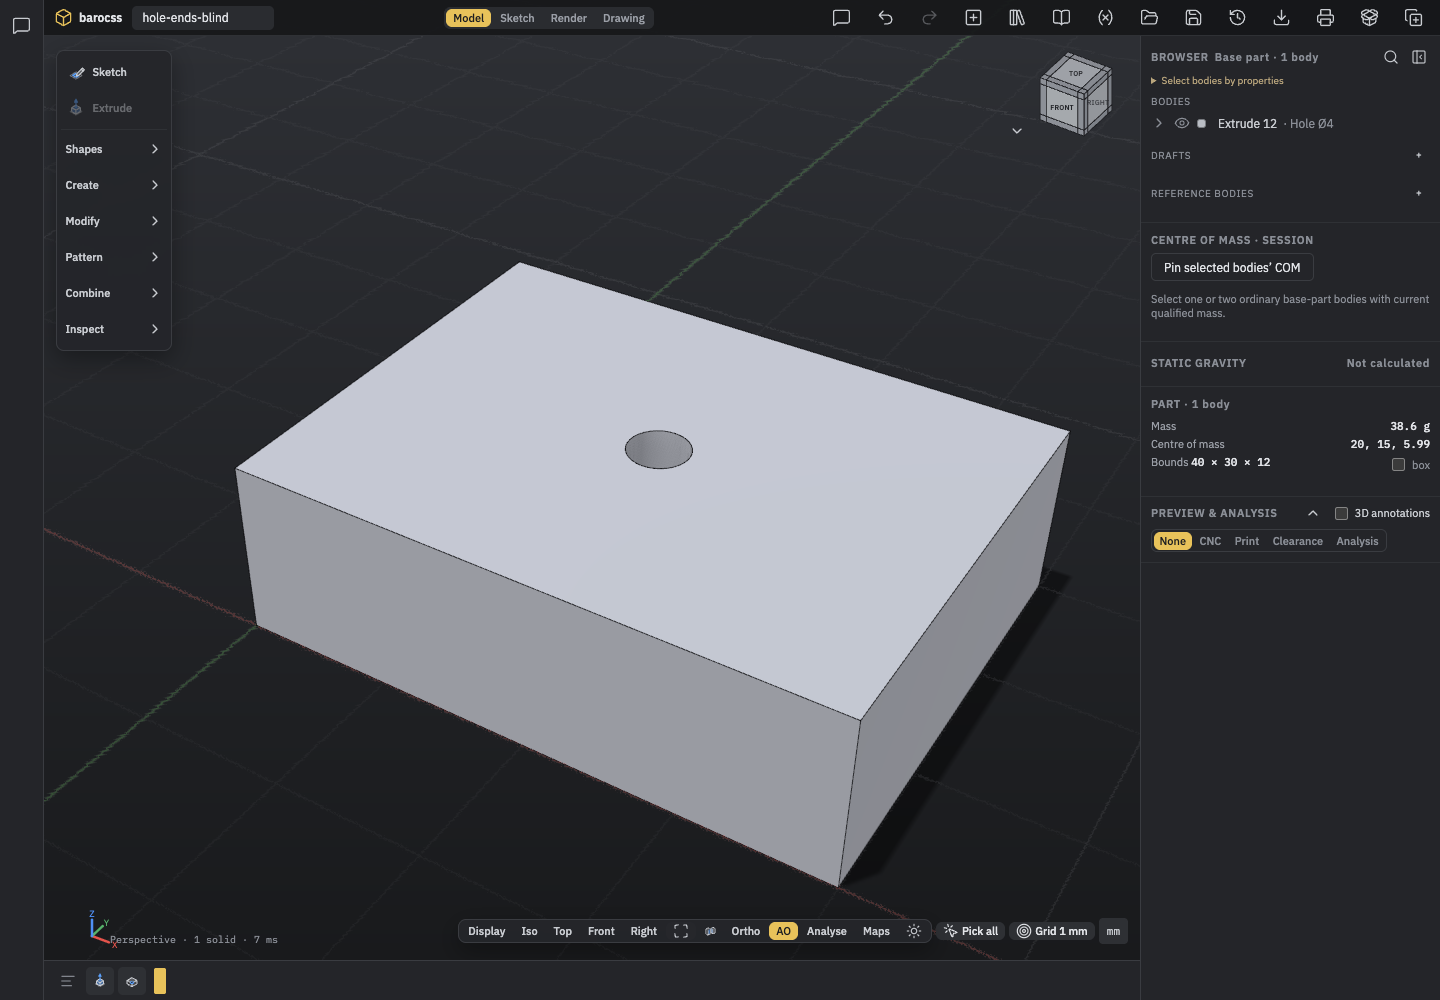 barocss
hole-ends-blind
Model Sketch Render Drawing
Sketch
Extrude
Shapes
Create
Modify
Pattern
Combine
Inspect
TOP
FRONT
RIGHT
BROWSER Base part · 1 body
Select bodies by properties
BODIES
Extrude 12 · Hole Ø4
DRAFTS
REFERENCE BODIES
CENTRE OF MASS · SESSION
Pin selected bodies’ COM
Select one or two ordinary base-part bodies with current
qualified mass.
STATIC GRAVITY Not calculated
PART · 1 body
Mass 38.6 g
Centre of mass 20, 15, 5.99
Bounds 40 × 30 × 12 box
PREVIEW & ANALYSIS 3D annotations
None CNC Print Clearance Analysis
Z
Y
X
Perspective · 1 solid · 7 ms
Display Iso Top Front Right Ortho AO Analyse Maps Pick all Grid 1 mm mm